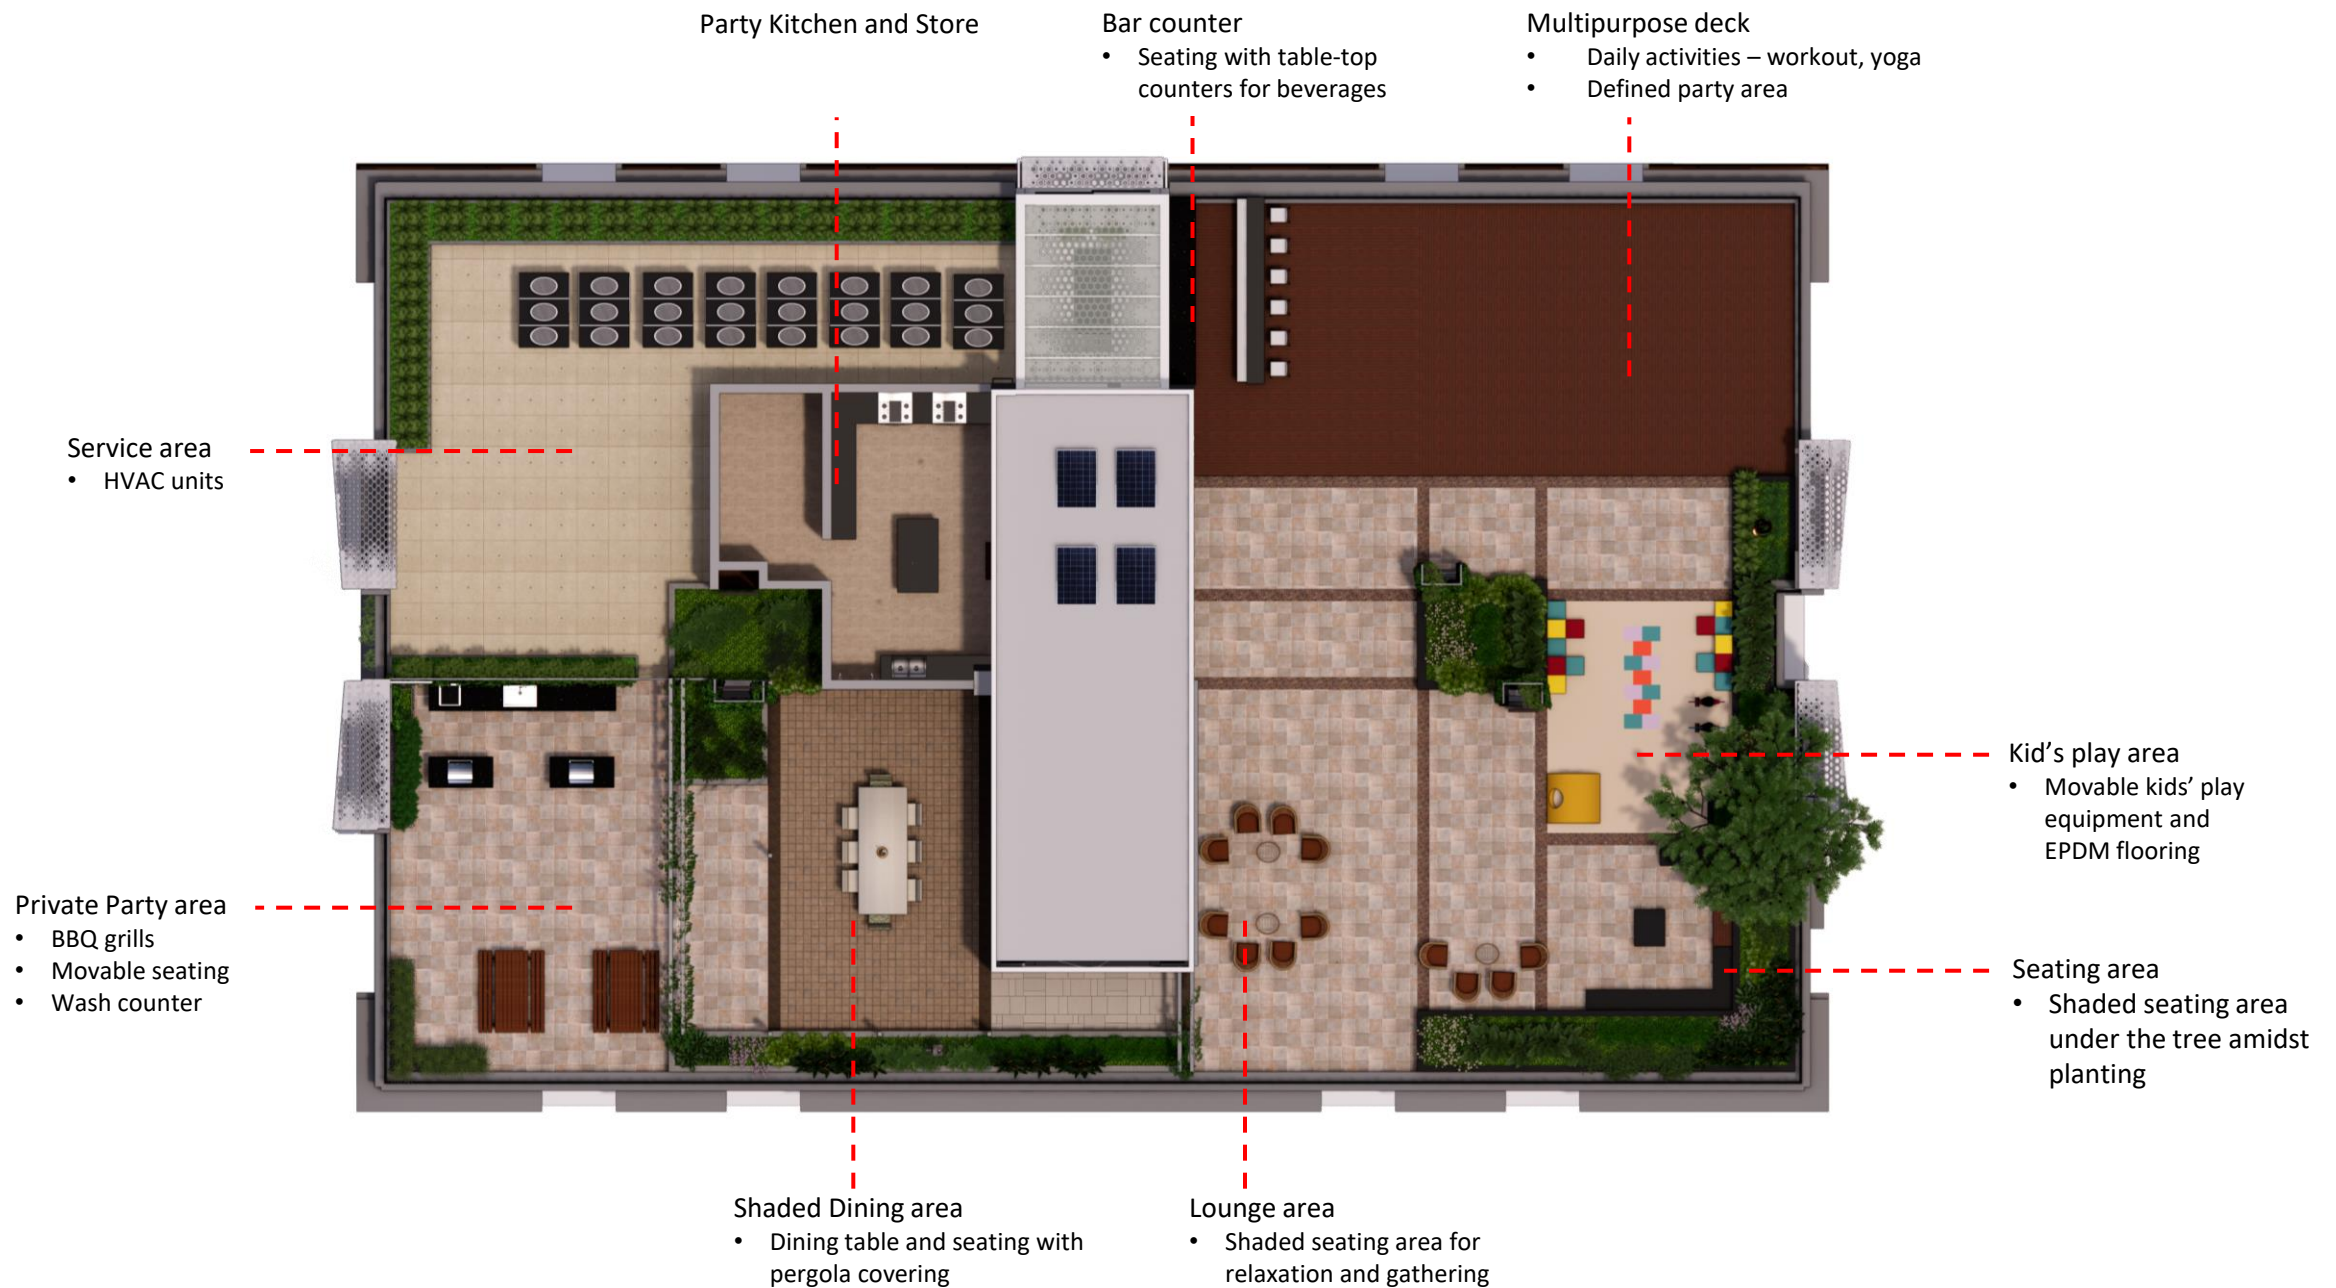 Party Kitchen and Store
Bar counter
• Seating with table-top
counters for beverages
Multipurpose deck
• Daily activities – workout, yoga
• Defined party area
Service area
• HVAC units
Kid’s play area
• Movable kids’ play
equipment and
EPDM flooring
Private Party area
• BBQ grills
• Movable seating
• Wash counter
Seating area
• Shaded seating area
under the tree amidst
planting
Shaded Dining area
• Dining table and seating with
pergola covering
Lounge area
• Shaded seating area for
relaxation and gathering